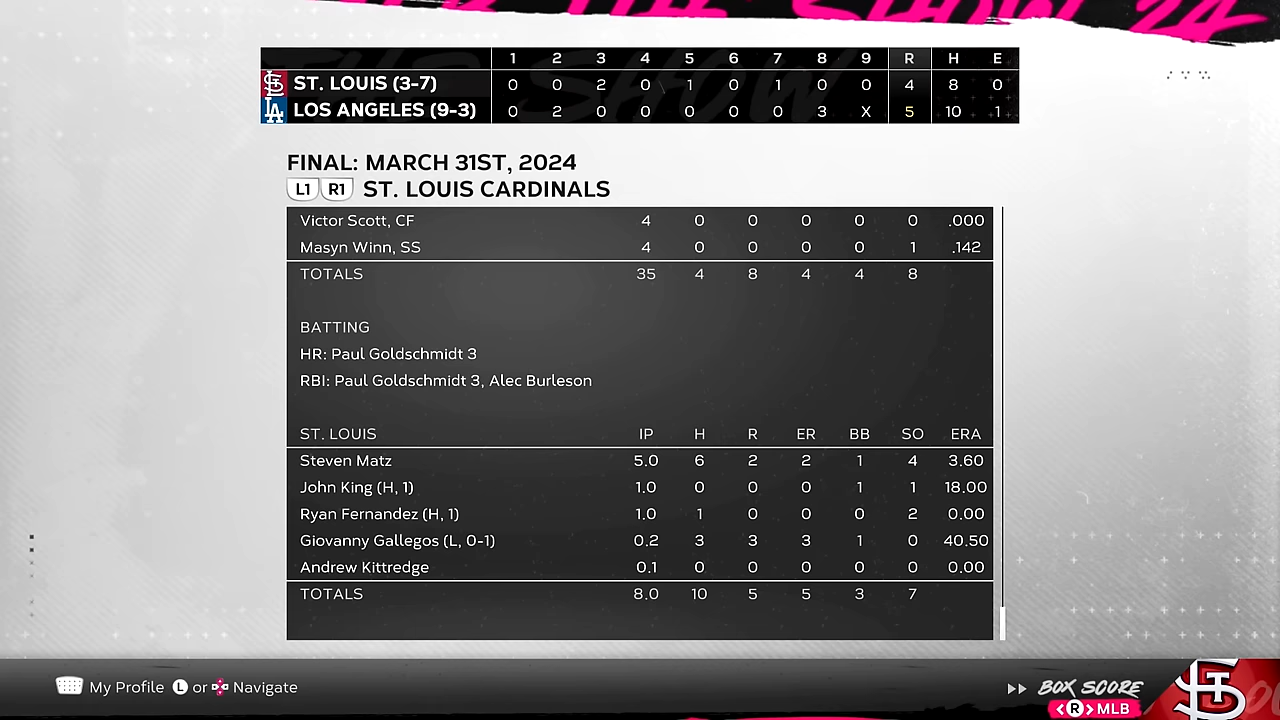 THE SHOW 24
1 2 3 4 5 6 7 8 9 R H E
ST. LOUIS (3-7) 0 0 2 0 1 0 1 0 0 4 8 0
LOS ANGELES (9-3) 0 2 0 0 0 0 0 3 X 5 10 1
FINAL: MARCH 31ST, 2024
L1 R1 ST. LOUIS CARDINALS
Victor Scott, CF 4 0 0 0 0 0 .000
Masyn Winn, SS 4 0 0 0 0 1 .142
TOTALS 35 4 8 4 4 8
BATTING
HR: Paul Goldschmidt 3
RBI: Paul Goldschmidt 3, Alec Burleson
ST. LOUIS IP H R ER BB SO ERA
Steven Matz 5.0 6 2 2 1 4 3.60
John King (H, 1) 1.0 0 0 0 1 1 18.00
Ryan Fernandez (H, 1) 1.0 1 0 0 0 2 0.00
Giovanny Gallegos (L, 0-1) 0.2 3 3 3 1 0 40.50
Andrew Kittredge 0.1 0 0 0 0 0 0.00
TOTALS 8.0 10 5 5 3 7
My Profile L or Navigate
BOX SCORE
R MLB